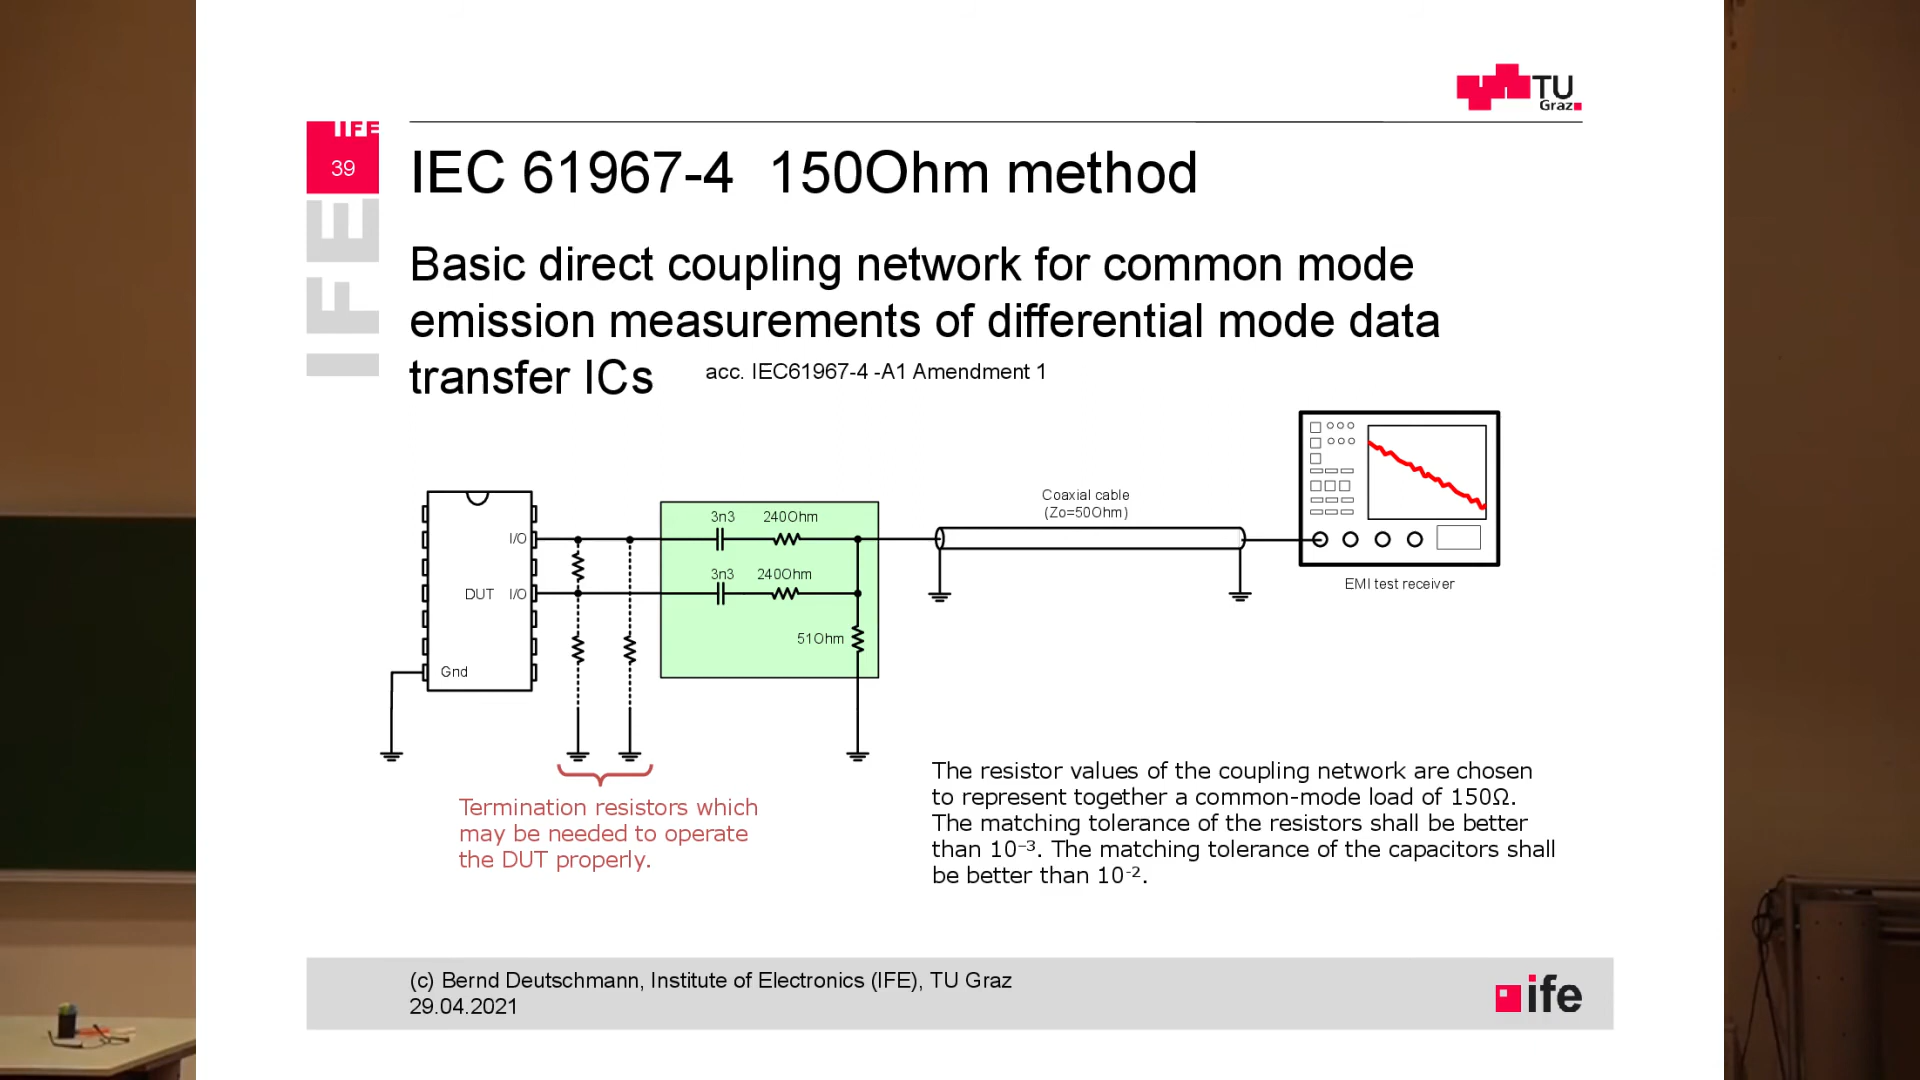 TU
Graz
IFE
39
IFE
IEC 61967-4  150Ohm method
Basic direct coupling network for common mode
emission measurements of differential mode data
transfer ICs
acc. IEC61967-4 -A1 Amendment 1
3n3
240Ohm
Coaxial cable
(Zo=50Ohm)
I/O
3n3
240Ohm
EMI test receiver
DUT
I/O
51Ohm
Gnd
Termination resistors which
may be needed to operate
the DUT properly.
The resistor values of the coupling network are chosen
to represent together a common-mode load of 150Ω.
The matching tolerance of the resistors shall be better
than 10⁻³. The matching tolerance of the capacitors shall
be better than 10⁻².
(c) Bernd Deutschmann, Institute of Electronics (IFE), TU Graz
29.04.2021
ife